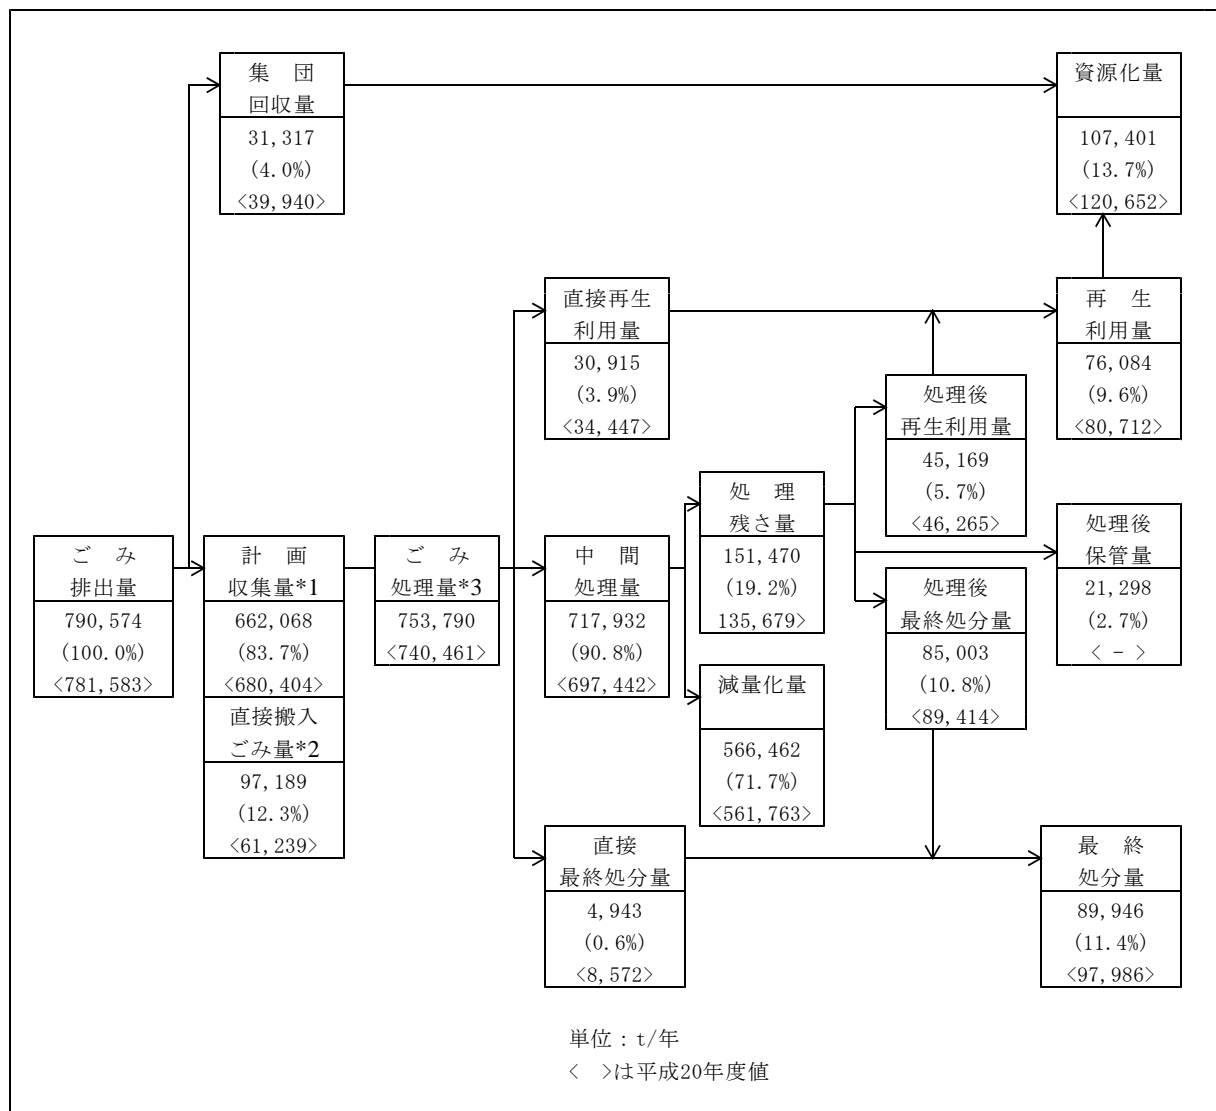 集 団
回収量
31,317
(4.0%)
<39,940>
資源化量
107,401
(13.7%)
<120,652>
直接再生
利用量
30,915
(3.9%)
<34,447>
再 生
利用量
76,084
(9.6%)
<80,712>
処理後
再生利用量
45,169
(5.7%)
<46,265>
処 理
残さ量
151,470
(19.2%)
135,679>
処理後
保管量
21,298
(2.7%)
< - >
ご み
排出量
790,574
(100.0%)
<781,583>
計 画
収集量*1
662,068
(83.7%)
<680,404>
直接搬入
ごみ量*2
97,189
(12.3%)
<61,239>
ご み
処理量*3
753,790
<740,461>
中 間
処理量
717,932
(90.8%)
<697,442>
処理後
最終処分量
85,003
(10.8%)
<89,414>
減量化量
566,462
(71.7%)
<561,763>
直接
最終処分量
4,943
(0.6%)
<8,572>
最 終
処分量
89,946
(11.4%)
<97,986>
単位：t/年
< >は平成20年度値